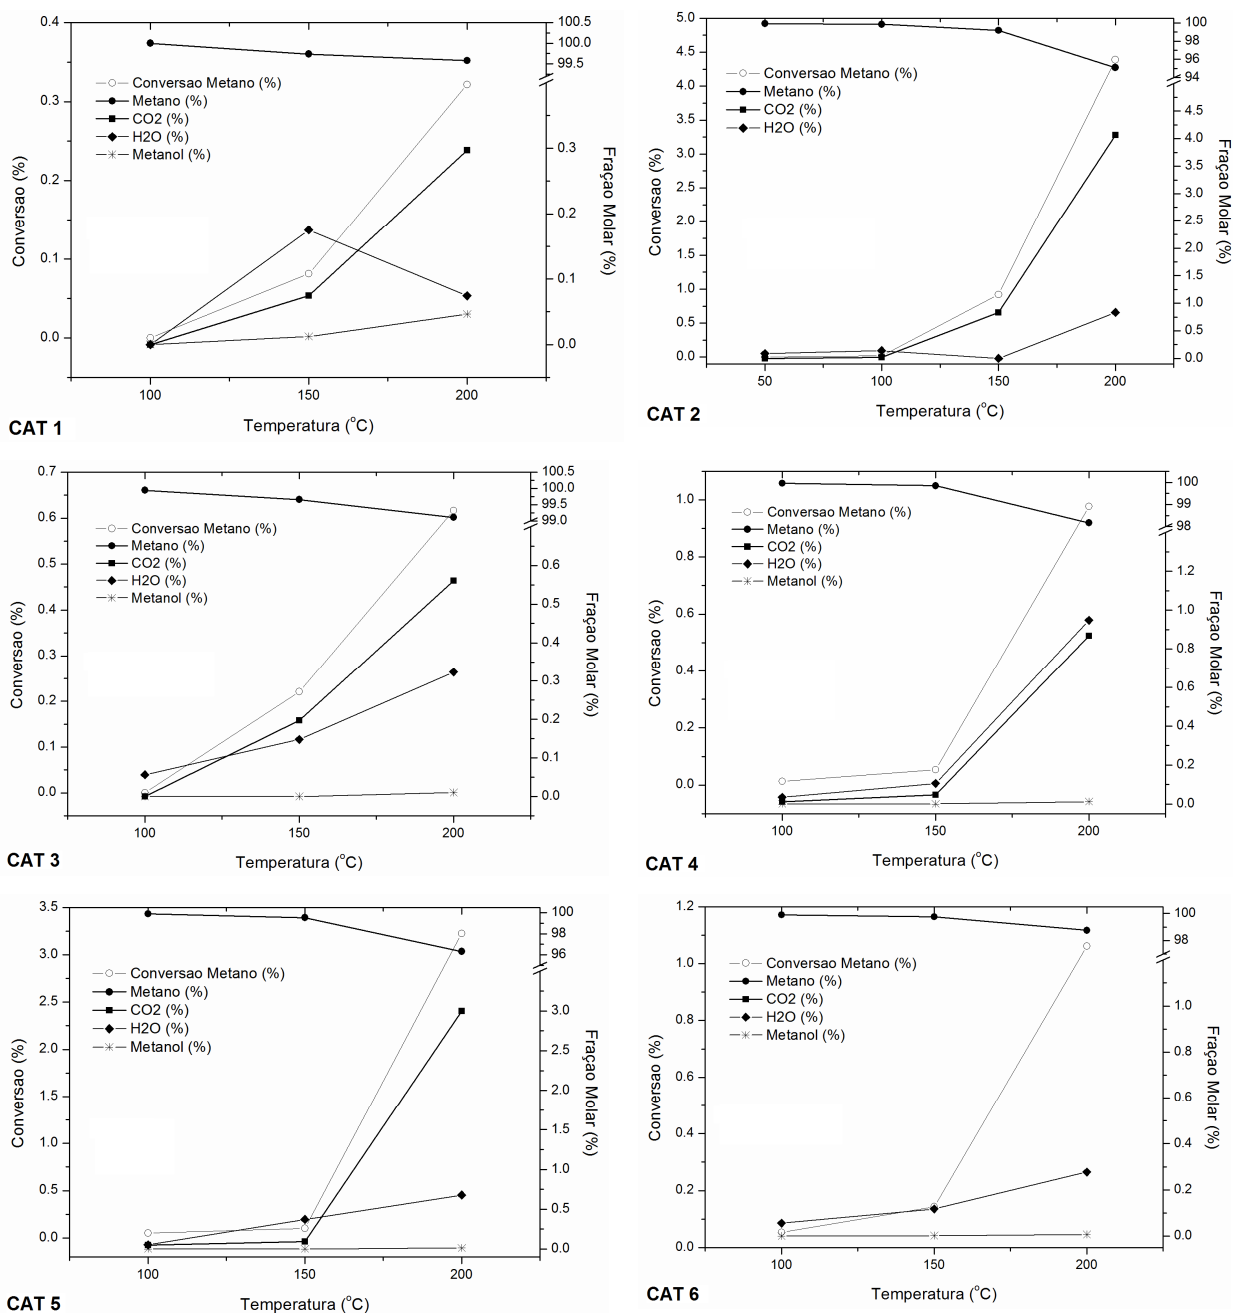 0.4
0.3
0.2
0.1
0.0
100.5
100.0
99.5
0.3
0.2
0.1
0.0
Conversao Metano (%)
Metano (%)
CO2 (%)
H2O (%)
Metanol (%)
Conversao (%)
Fraçao Molar (%)
100
150
200
Temperatura (°C)
CAT 1
5.0
4.5
4.0
3.5
3.0
2.5
2.0
1.5
1.0
0.5
0.0
100
98
96
94
5.0
4.0
3.0
2.0
1.5
1.0
0.5
0.0
Conversao Metano (%)
Metano (%)
CO2 (%)
H2O (%)
Conversao (%)
Fraçao Molar (%)
50
100
150
200
Temperatura (°C)
CAT 2
0.7
0.6
0.5
0.4
0.3
0.2
0.1
0.0
100.5
100.0
99.5
99.0
0.6
0.5
0.4
0.3
0.2
0.1
0.0
Conversao Metano (%)
Metano (%)
CO2 (%)
H2O (%)
Metanol (%)
Conversao (%)
Fraçao Molar (%)
100
150
200
Temperatura (°C)
CAT 3
1.0
0.8
0.6
0.4
0.2
0.0
100
99
98
1.2
1.0
0.8
0.6
0.4
0.2
0.0
Conversao Metano (%)
Metano (%)
CO2 (%)
H2O (%)
Metanol (%)
Conversao (%)
Fraçao Molar (%)
100
150
200
Temperatura (°C)
CAT 4
3.5
3.0
2.5
2.0
1.5
1.0
0.5
0.0
100
98
96
3.0
2.5
2.0
1.5
1.0
0.5
0.0
Conversao Metano (%)
Metano (%)
CO2 (%)
H2O (%)
Metanol (%)
Conversao (%)
Fraçao Molar (%)
100
150
200
Temperatura (°C)
CAT 5
1.2
1.0
0.8
0.6
0.4
0.2
0.0
100
98
1.0
0.8
0.6
0.4
0.2
0.0
Conversao Metano (%)
Metano (%)
CO2 (%)
H2O (%)
Metanol (%)
Conversao (%)
Fraçao Molar (%)
100
150
200
Temperatura (°C)
CAT 6